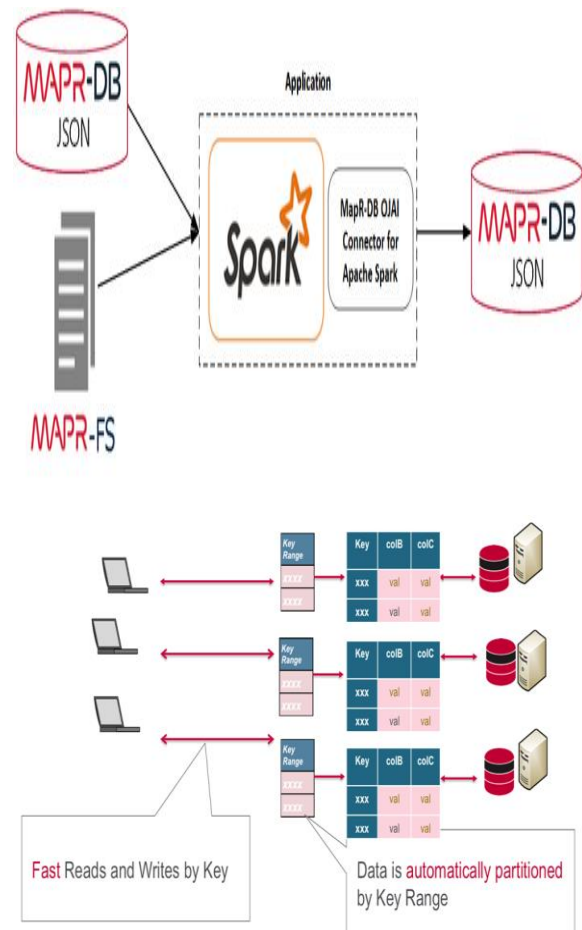 MAPR-DB
JSON
Application
Spark
MapR-DB OJAI
Connector for
Apache Spark
MAPR-DB
JSON
MAPR-FS
Key
Range
xxxx
xxxx
Key colB colC
xxx val val
xxx val val
Key
Range
xxxx
xxxx
Key colB colC
xxx val val
xxx val val
Key
Range
xxxx
xxxx
Key colB colC
xxx val val
xxx val val
Fast Reads and Writes by Key
Data is automatically partitioned
by Key Range